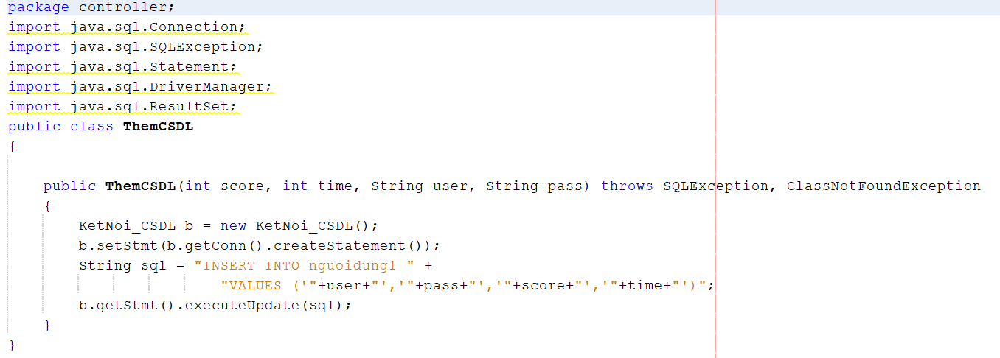 package controller;
import java.sql.Connection;
import java.sql.SQLException;
import java.sql.Statement;
import java.sql.DriverManager;
import java.sql.ResultSet;
public class ThemCSDL
{
public ThemCSDL(int score, int time, String user, String pass) throws SQLException, ClassNotFoundException
{
KetNoi_CSDL b = new KetNoi_CSDL();
b.setStmt(b.getConn().createStatement());
String sql = "INSERT INTO nguoidung1 " +
"VALUES ('"+user+"','"+pass+"','"+score+"','"+time+"')";
b.getStmt().executeUpdate(sql);
}
}